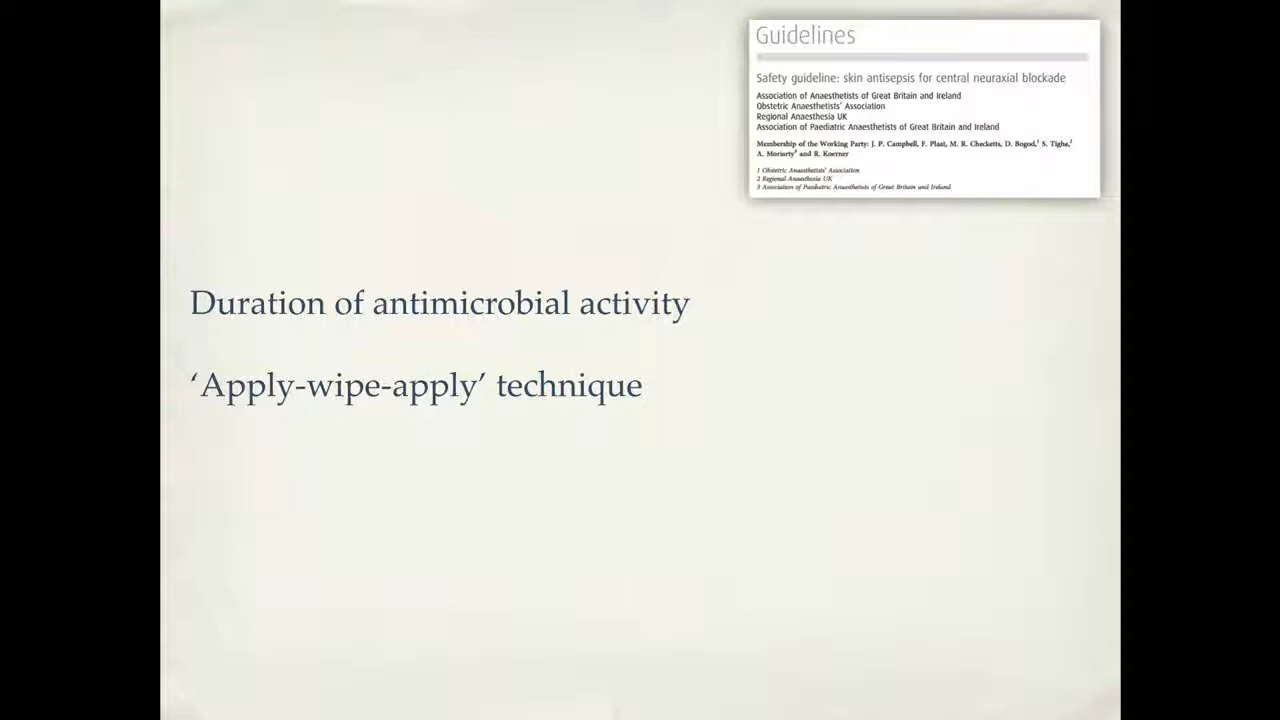 Guidelines
Safety guideline: skin antisepsis for central neuraxial blockade
Association of Anaesthetists of Great Britain and Ireland
Obstetric Anaesthetists' Association
Regional Anaesthesia UK
Association of Paediatric Anaesthetists of Great Britain and Ireland
Membership of the Working Party: J. P. Campbell, F. Plaat, M. R. Checketts, D. Bogod,1 S. Tighe,2
A. Moriarty3 and R. Koerner
1 Obstetric Anaesthetists' Association
2 Regional Anaesthesia UK
3 Association of Paediatric Anaesthetists of Great Britain and Ireland
Duration of antimicrobial activity
‘Apply-wipe-apply’ technique